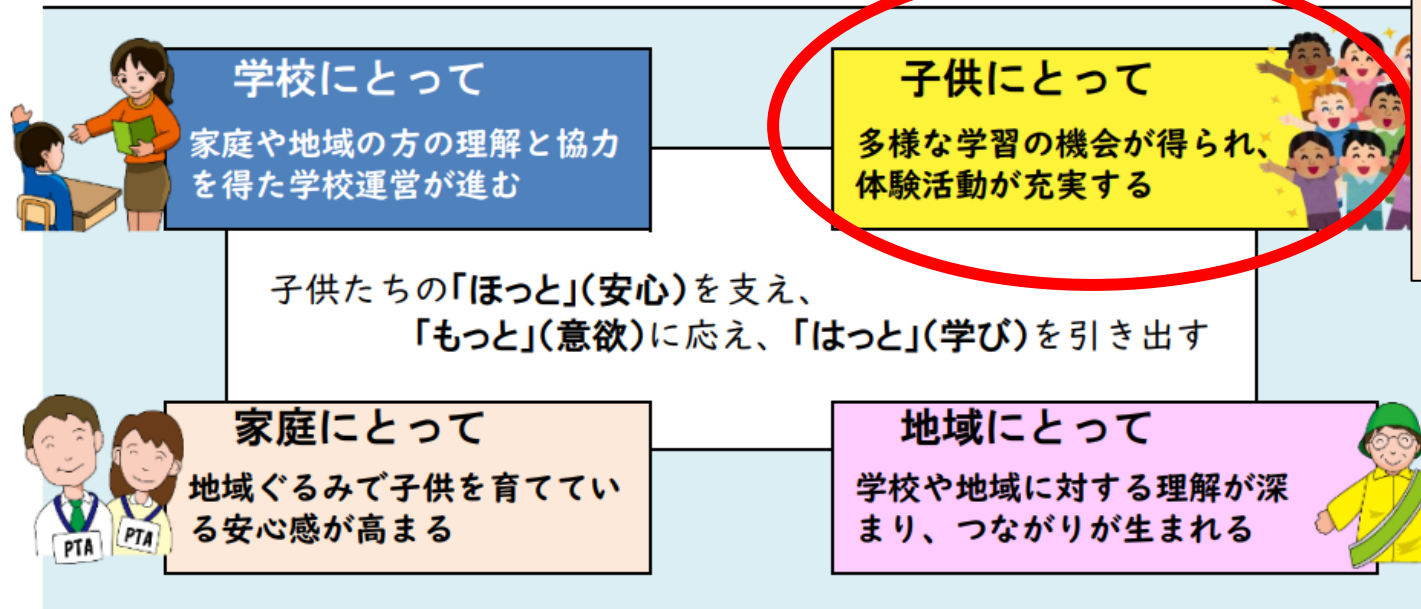 学校にとって
家庭や地域の方の理解と協力
を得た学校運営が進む
子供にとって
多様な学習の機会が得られ、
体験活動が充実する
子供たちの「ほっと」(安心)を支え、
「もっと」(意欲)に応え、「はっと」(学び)を引き出す
家庭にとって
地域ぐるみで子供を育ててい
る安心感が高まる
PTA
PTA
地域にとって
学校や地域に対する理解が深
まり、つながりが生まれる